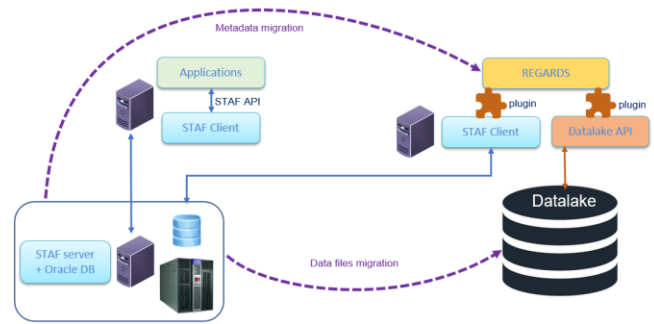 Metadata migration
Applications
STAF API
STAF Client
REGARDS
plugin
plugin
STAF Client
Datalake API
Datalake
STAF server
+ Oracle DB
Data files migration